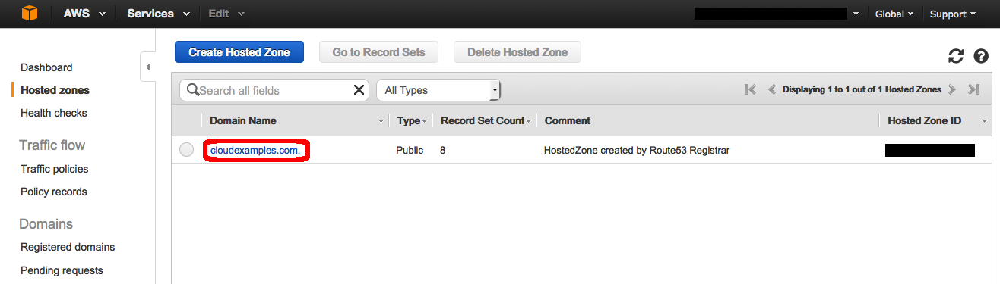 AWS Services Edit Global Support
Create Hosted Zone Go to Record Sets Delete Hosted Zone
Dashboard
Hosted zones
Health checks
Traffic flow
Traffic policies
Policy records
Domains
Registered domains
Pending requests
Search all fields All Types Displaying 1 to 1 out of 1 Hosted Zones
Domain Name Type Record Set Count Comment Hosted Zone ID
cloudexamples.com. Public 8 HostedZone created by Route53 Registrar